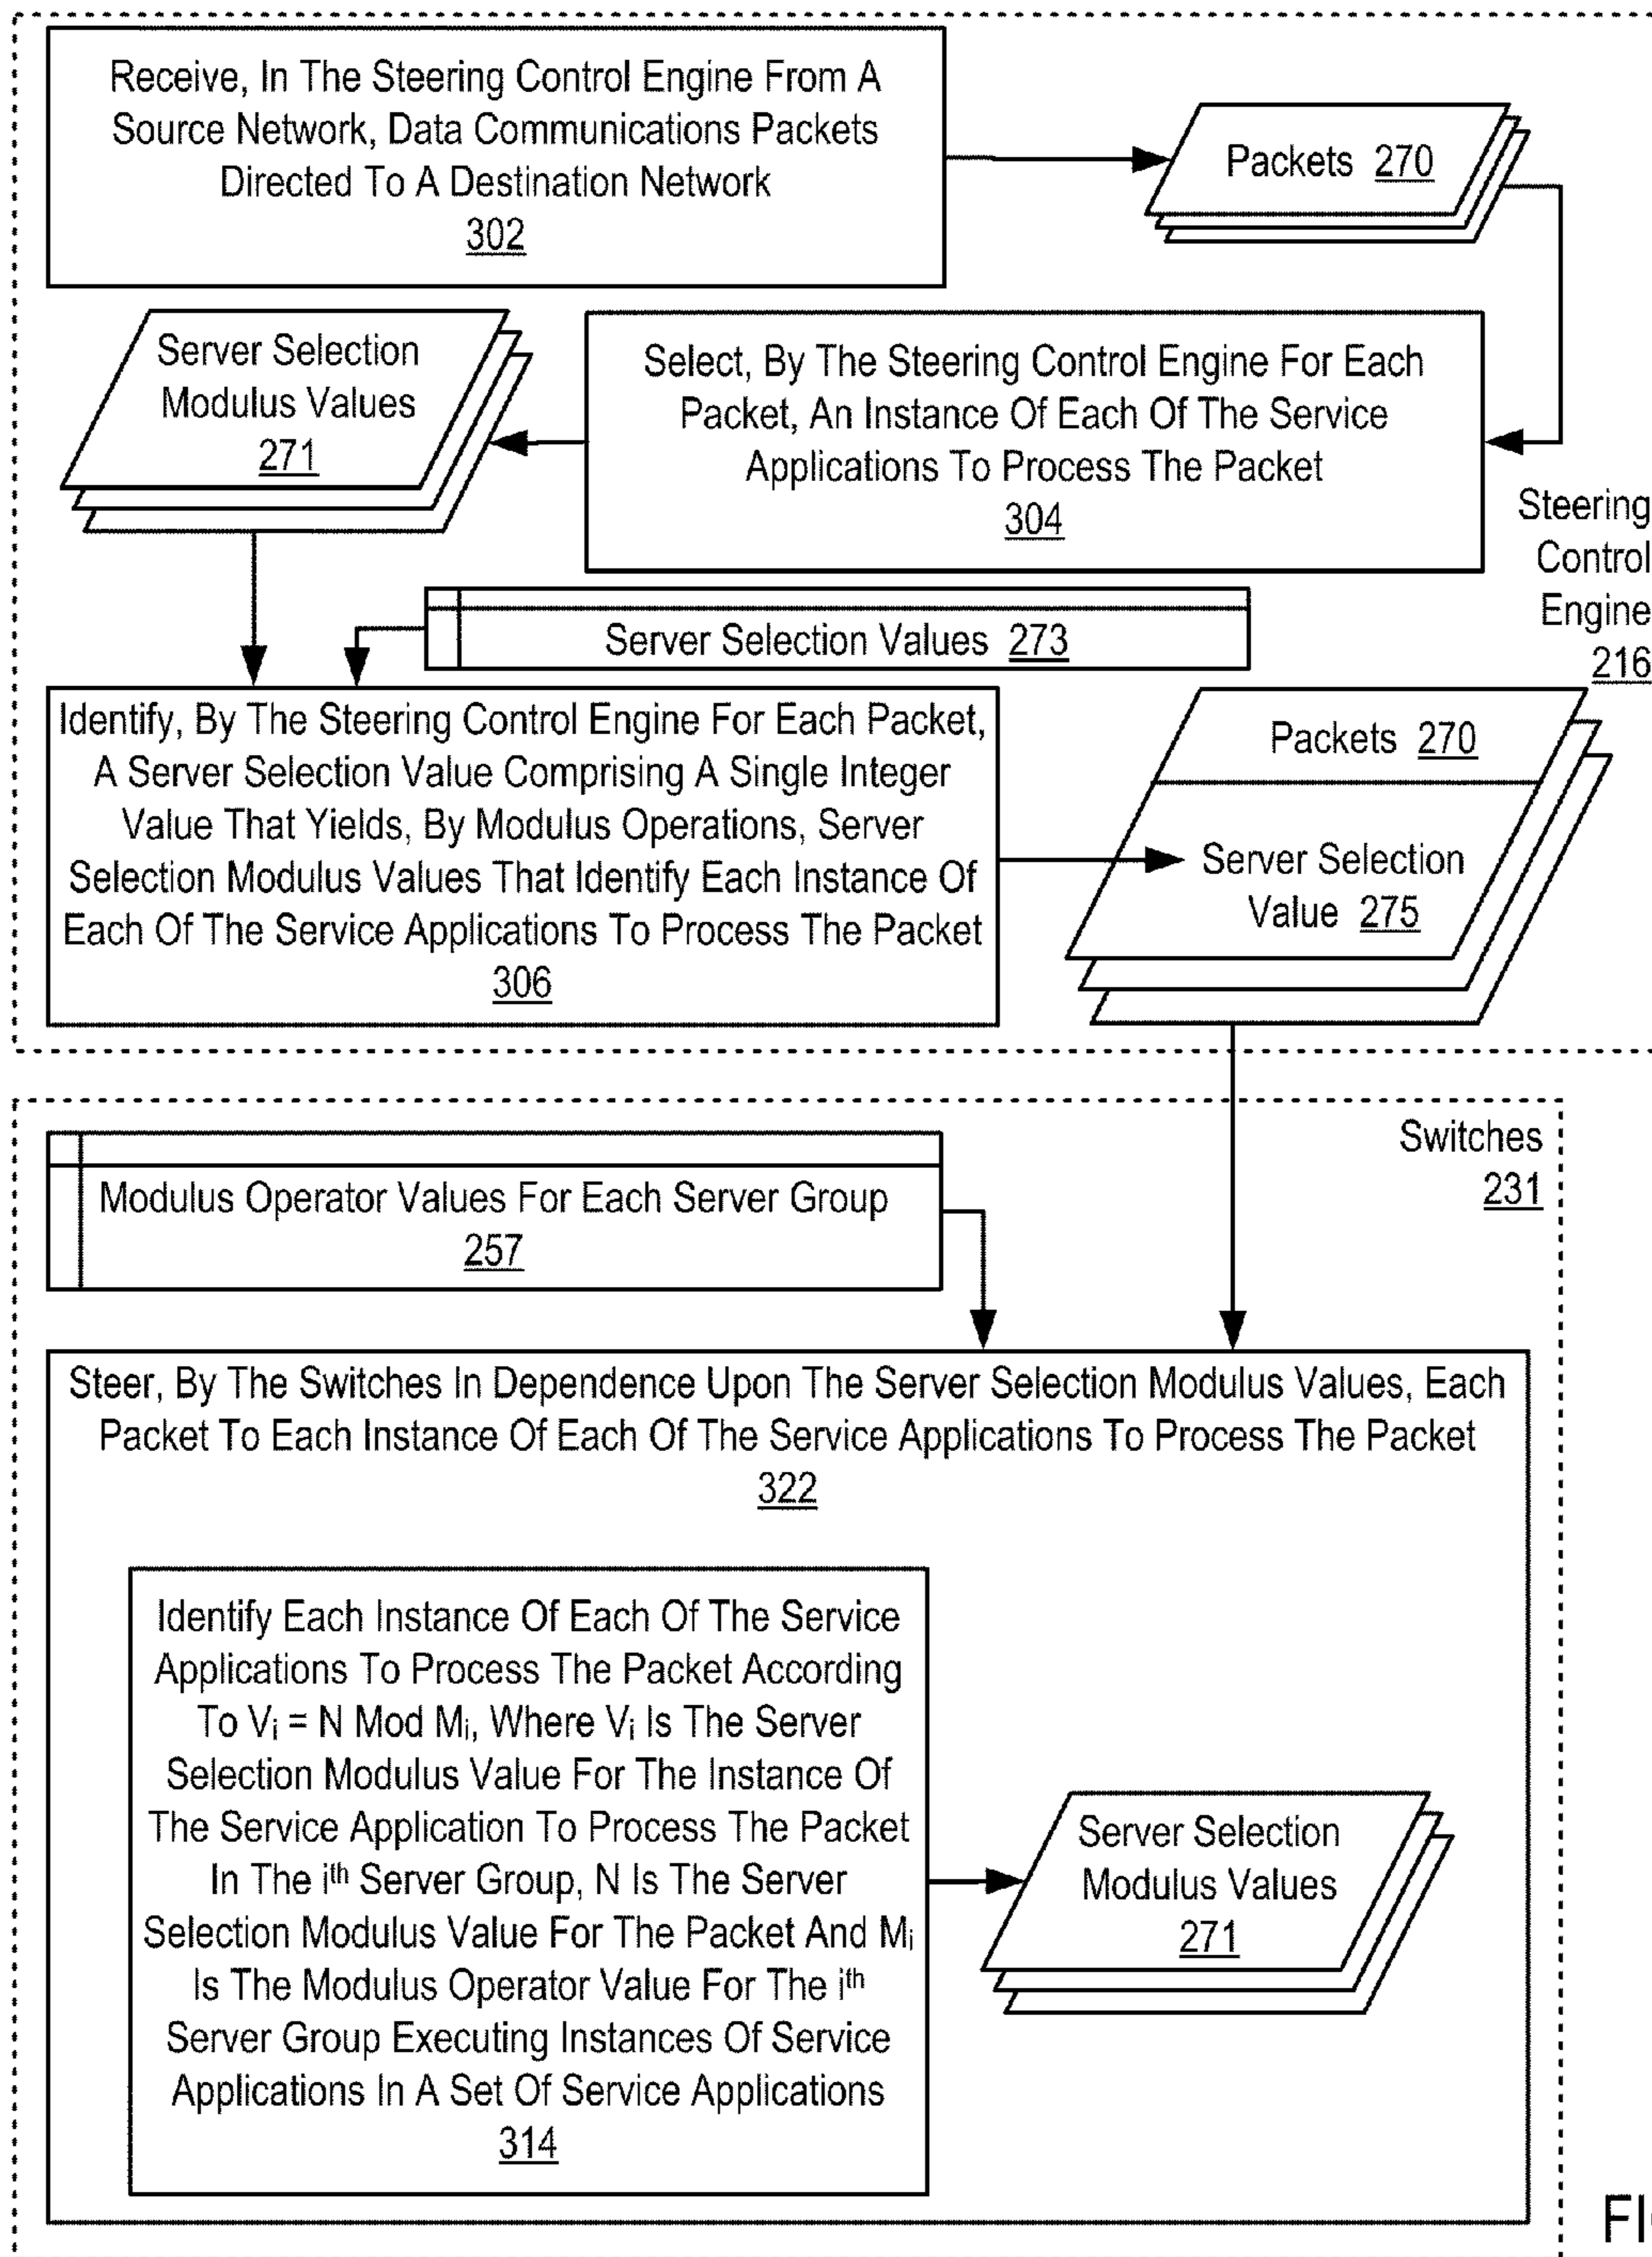 Receive, In The Steering Control Engine From A
Source Network, Data Communications Packets
Directed To A Destination Network
302
Packets 270
Server Selection
Modulus Values
271
Select, By The Steering Control Engine For Each
Packet, An Instance Of Each Of The Service
Applications To Process The Packet
304
Steering
Control
Engine
216
Server Selection Values 273
Identify, By The Steering Control Engine For Each Packet,
A Server Selection Value Comprising A Single Integer
Value That Yields, By Modulus Operations, Server
Selection Modulus Values That Identify Each Instance Of
Each Of The Service Applications To Process The Packet
306
Packets 270
Server Selection
Value 275
Switches
231
Modulus Operator Values For Each Server Group
257
Steer, By The Switches In Dependence Upon The Server Selection Modulus Values, Each
Packet To Each Instance Of Each Of The Service Applications To Process The Packet
322
Identify Each Instance Of Each Of The Service
Applications To Process The Packet According
To Vi = N Mod Mi, Where Vi Is The Server
Selection Modulus Value For The Instance Of
The Service Application To Process The Packet
In The ith Server Group, N Is The Server
Selection Modulus Value For The Packet And Mi
Is The Modulus Operator Value For The ith
Server Group Executing Instances Of Service
Applications In A Set Of Service Applications
314
Server Selection
Modulus Values
271